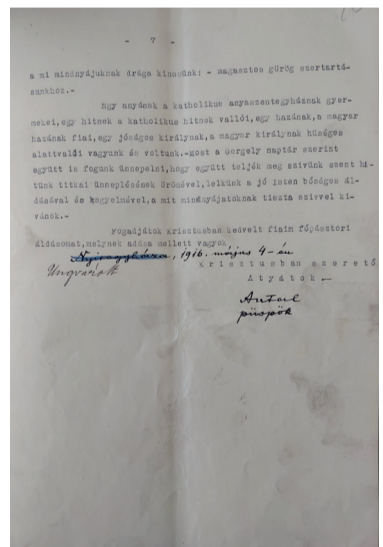 - 7 -
a mi mindnyájuknak drága kincsünk: - magasztos görög szertartá-
sunkhoz.-
Egy anyának a katholikus anyaszentegyháznak gyer-
mekei, egy hitnek a katholikus hitnek vallói, egy hazának, a magyar
hazának fiai, egy jóságos királynak, a magyar királynak hűséges
alattvalói vagyunk és voltunk.-Most a Gergely naptár szerint
együtt is fogunk ünnepelni, hogy együtt teljék meg szivünk szent hi-
tünk titkai ünneplésének örömével, lelkünk a jó Isten bőséges ál-
dásával és kegyelmével, a mit mindnyájatoknak tiszta szivvel ki-
vánok.-
Fogadjátok Krisztusban kedvelt fiaim főpásztori
áldásomat, melynek adása mellett vagyok
Nyiregyháza, 1916. május 4-én
Ungvárott
Krisztusban szerető
Atyátok
Antal
püspök